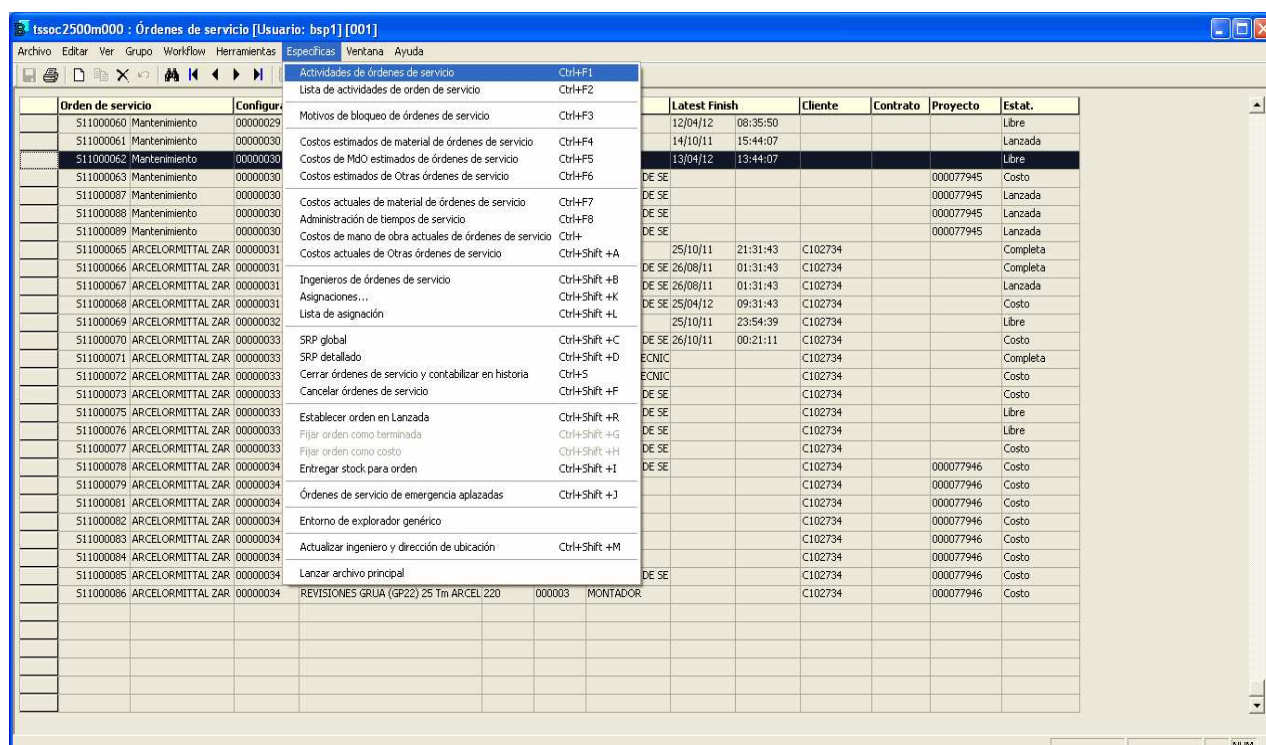 tssoc2500m000 : Órdenes de servicio [Usuario: bsp1] [001]
Archivo Editar Ver Grupo Workflow Herramientas Específicas Ventana Ayuda
Actividades de órdenes de servicio Ctrl+F1
Lista de actividades de orden de servicio Ctrl+F2
Motivos de bloqueo de órdenes de servicio Ctrl+F3
Costos estimados de material de órdenes de servicio Ctrl+F4
Costos de MdO estimados de órdenes de servicio Ctrl+F5
Costos estimados de Otras órdenes de servicio Ctrl+F6
Costos actuales de material de órdenes de servicio Ctrl+F7
Administración de tiempos de servicio Ctrl+F8
Costos de mano de obra actuales de órdenes de servicio Ctrl+
Costos actuales de Otras órdenes de servicio Ctrl+Shift +A
Ingenieros de órdenes de servicio Ctrl+Shift +B
Asignaciones... Ctrl+Shift +K
Lista de asignación Ctrl+Shift +L
SRP global Ctrl+Shift +C
SRP detallado Ctrl+Shift +D
Cerrar órdenes de servicio y contabilizar en historia Ctrl+S
Cancelar órdenes de servicio Ctrl+Shift +F
Establecer orden en Lanzada Ctrl+Shift +R
Fijar orden como terminada Ctrl+Shift +G
Fijar orden como costo Ctrl+Shift +H
Entregar stock para orden Ctrl+Shift +I
Órdenes de servicio de emergencia aplazadas Ctrl+Shift +J
Entorno de explorador genérico
Actualizar ingeniero y dirección de ubicación Ctrl+Shift +M
Lanzar archivo principal
Orden de servicio Configur Latest Finish Cliente Contrato Proyecto Estat.
S11000060 Mantenimiento 00000029 12/04/12 08:35:50 Libre
S11000061 Mantenimiento 00000030 14/10/11 15:44:07 Lanzada
S11000062 Mantenimiento 00000030 13/04/12 13:44:07 Libre
S11000063 Mantenimiento 00000030 DE SE 000077945 Costo
S11000087 Mantenimiento 00000030 DE SE 000077945 Lanzada
S11000088 Mantenimiento 00000030 DE SE 000077945 Lanzada
S11000089 Mantenimiento 00000030 DE SE 000077945 Lanzada
S11000065 ARCELORMITTAL ZAR 00000031 25/10/11 21:31:43 C102734 Completa
S11000066 ARCELORMITTAL ZAR 00000031 DE SE 26/08/11 01:31:43 C102734 Completa
S11000067 ARCELORMITTAL ZAR 00000031 DE SE 26/08/11 01:31:43 C102734 Lanzada
S11000068 ARCELORMITTAL ZAR 00000031 DE SE 25/04/12 09:31:43 C102734 Costo
S11000069 ARCELORMITTAL ZAR 00000032 25/10/11 23:54:39 C102734 Libre
S11000070 ARCELORMITTAL ZAR 00000033 DE SE 26/10/11 00:21:11 C102734 Costo
S11000071 ARCELORMITTAL ZAR 00000033 ECNIC C102734 Completa
S11000072 ARCELORMITTAL ZAR 00000033 ECNIC C102734 Costo
S11000073 ARCELORMITTAL ZAR 00000033 DE SE C102734 Costo
S11000075 ARCELORMITTAL ZAR 00000033 DE SE C102734 Libre
S11000076 ARCELORMITTAL ZAR 00000033 DE SE C102734 Libre
S11000077 ARCELORMITTAL ZAR 00000033 DE SE C102734 Costo
S11000078 ARCELORMITTAL ZAR 00000034 DE SE C102734 000077946 Costo
S11000079 ARCELORMITTAL ZAR 00000034 C102734 000077946 Costo
S11000081 ARCELORMITTAL ZAR 00000034 C102734 000077946 Costo
S11000082 ARCELORMITTAL ZAR 00000034 C102734 000077946 Costo
S11000083 ARCELORMITTAL ZAR 00000034 C102734 000077946 Costo
S11000084 ARCELORMITTAL ZAR 00000034 C102734 000077946 Costo
S11000085 ARCELORMITTAL ZAR 00000034 DE SE C102734 000077946 Costo
S11000086 ARCELORMITTAL ZAR 00000034 REVISIONES GRUA (GP22) 25 Tm ARCEL 220 000003 MONTADOR C102734 000077946 Costo
NUM